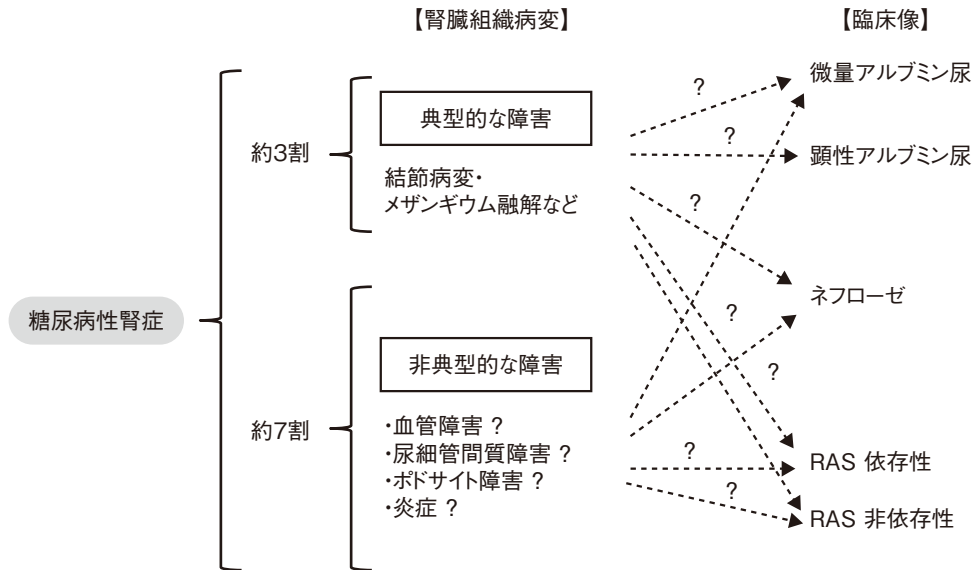 【腎臓組織病変】
【臨床像】
糖尿病性腎症
約3割
典型的な障害
結節病変・
メザンギウム融解など
約7割
非典型的な障害
・血管障害 ?
・尿細管間質障害 ?
・ポドサイト障害 ?
・炎症 ?
?
?
?
?
?
?
?
微量アルブミン尿
顕性アルブミン尿
ネフローゼ
RAS 依存性
RAS 非依存性